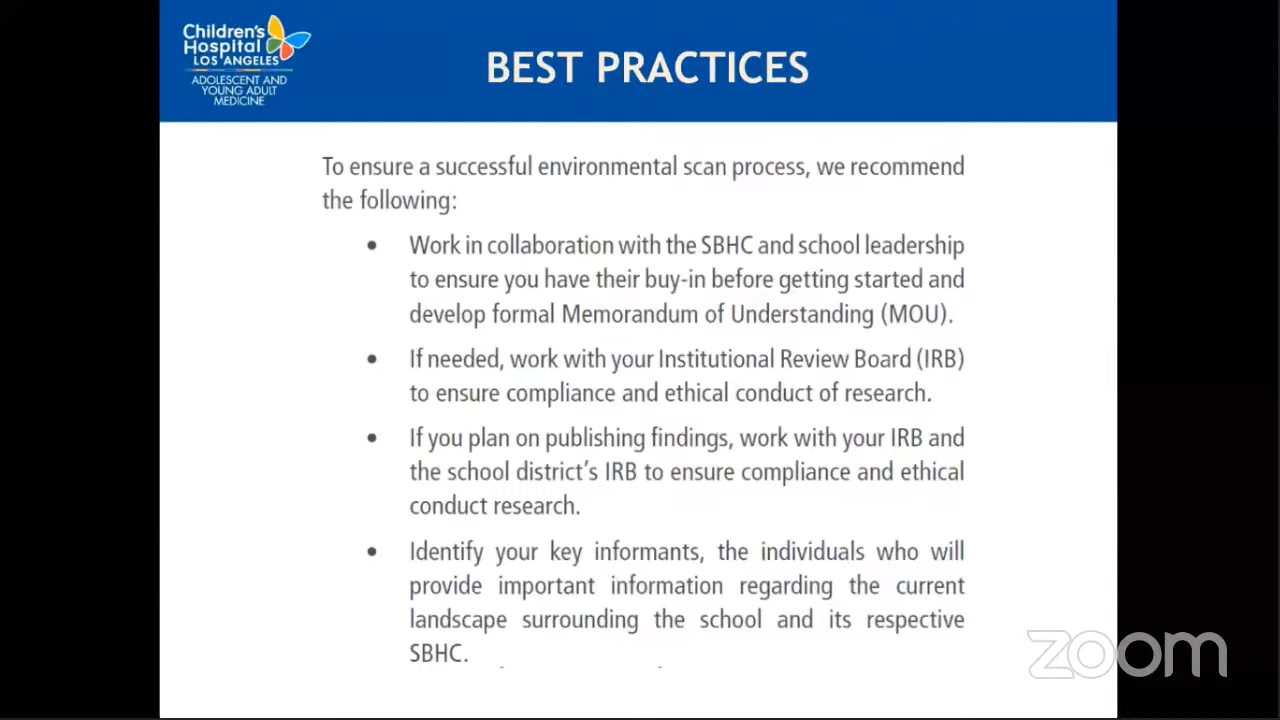 Children's
Hospital
LOS ANGELES
ADOLESCENT AND
YOUNG ADULT
MEDICINE
BEST PRACTICES
To ensure a successful environmental scan process, we recommend
the following:
• Work in collaboration with the SBHC and school leadership
to ensure you have their buy-in before getting started and
develop formal Memorandum of Understanding (MOU).
• If needed, work with your Institutional Review Board (IRB)
to ensure compliance and ethical conduct of research.
• If you plan on publishing findings, work with your IRB and
the school district's IRB to ensure compliance and ethical
conduct research.
• Identify your key informants, the individuals who will
provide important information regarding the current
landscape surrounding the school and its respective
SBHC.
zoom